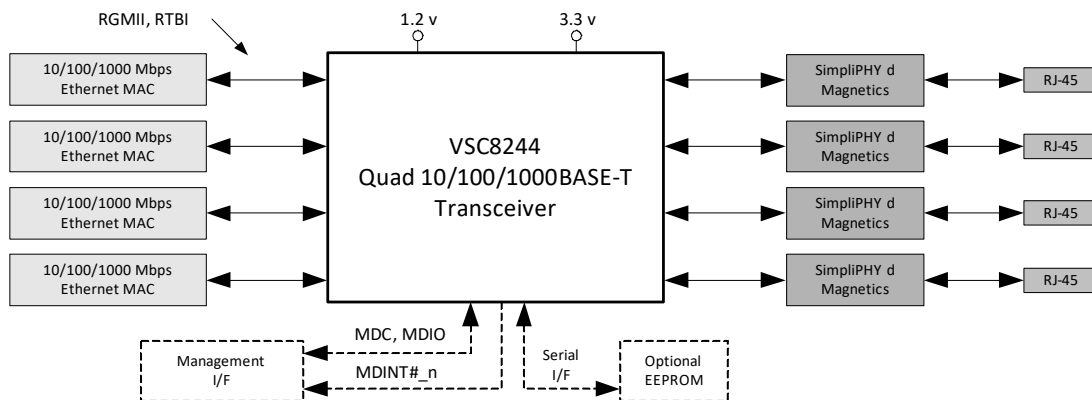 RGMII, RTBI
1.2 v
3.3 v
10/100/1000 Mbps
Ethernet MAC
10/100/1000 Mbps
Ethernet MAC
10/100/1000 Mbps
Ethernet MAC
10/100/1000 Mbps
Ethernet MAC
VSC8244
Quad 10/100/1000BASE-T
Transceiver
SimpliPHY d
Magnetics
RJ-45
SimpliPHY d
Magnetics
RJ-45
SimpliPHY d
Magnetics
RJ-45
SimpliPHY d
Magnetics
RJ-45
Management
I/F
MDC, MDIO
MDINT#_n
Serial
I/F
Optional
EEPROM